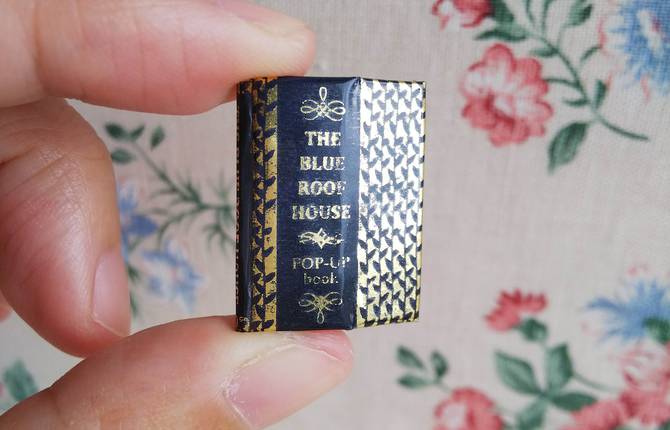 THE
BLUE
ROOF
HOUSE
POP-UP
book